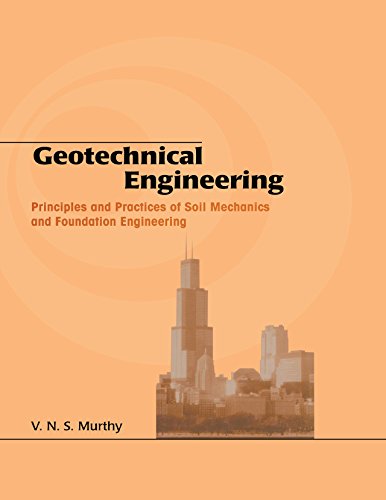 Geotechnical
Engineering
Principles and Practices of Soil Mechanics
and Foundation Engineering
V. N. S. Murthy